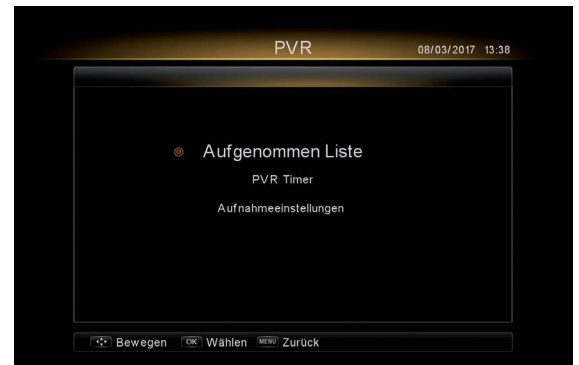 PVR 08/03/2017 13:38
Aufgenommen Liste
PVR Timer
Aufnahmeeinstellungen
Bewegen OK Wählen MENU Zurück